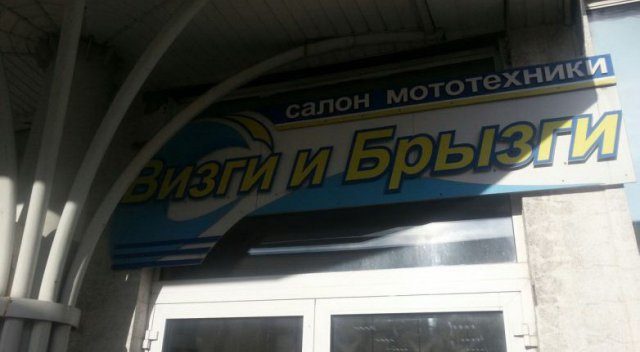 салон мототехники
Визги и Брызги